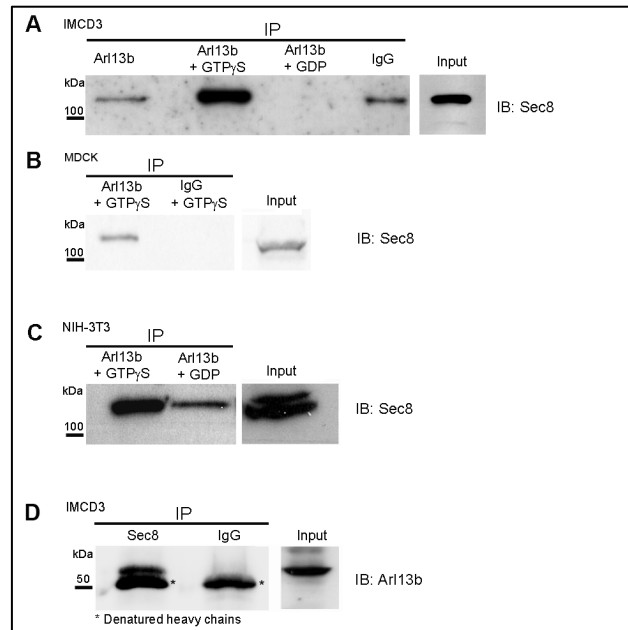 A IMCD3 IP
Arl13b Arl13b + GTPγS Arl13b + GDP IgG Input
kDa
100
IB: Sec8
B MDCK IP
Arl13b + GTPγS IgG + GTPγS Input
kDa
100
IB: Sec8
C NIH-3T3 IP
Arl13b + GTPγS Arl13b + GDP Input
kDa
100
IB: Sec8
D IMCD3 IP
Sec8 IgG Input
kDa
50 * *
IB: Arl13b
* Denatured heavy chains